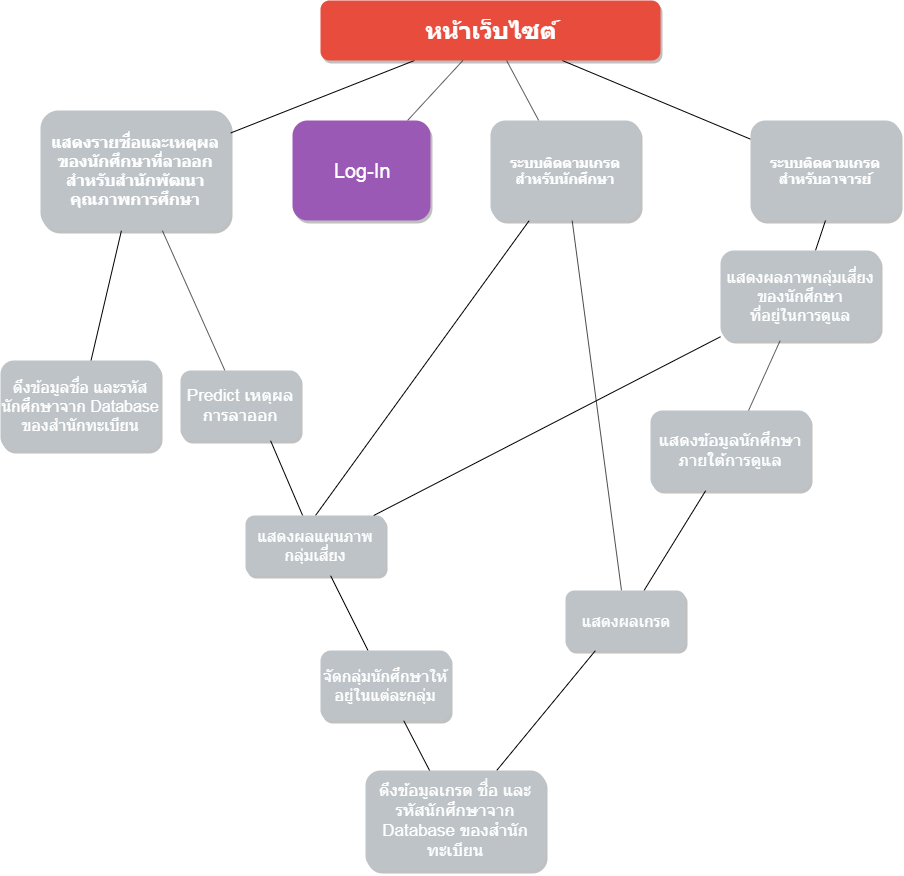 หน้าเว็บไซต์
แสดงรายชื่อและเหตุผล
ของนักศึกษาที่ลาออก
สำหรับสำนักพัฒนา
คุณภาพการศึกษา
Log-In
ระบบติดตามเกรด
สำหรับนักศึกษา
ระบบติดตามเกรด
สำหรับอาจารย์
แสดงผลภาพกลุ่มเสี่ยง
ของนักศึกษา
ที่อยู่ในการดูแล
ดึงข้อมูลชื่อ และรหัส
นักศึกษาจาก Database
ของสำนักทะเบียน
Predict เหตุผล
การลาออก
แสดงข้อมูลนักศึกษา
ภายใต้การดูแล
แสดงผลแผนภาพ
กลุ่มเสี่ยง
แสดงผลเกรด
จัดกลุ่มนักศึกษาให้
อยู่ในแต่ละกลุ่ม
ดึงข้อมูลเกรด ชื่อ และ
รหัสนักศึกษาจาก
Database ของสำนัก
ทะเบียน